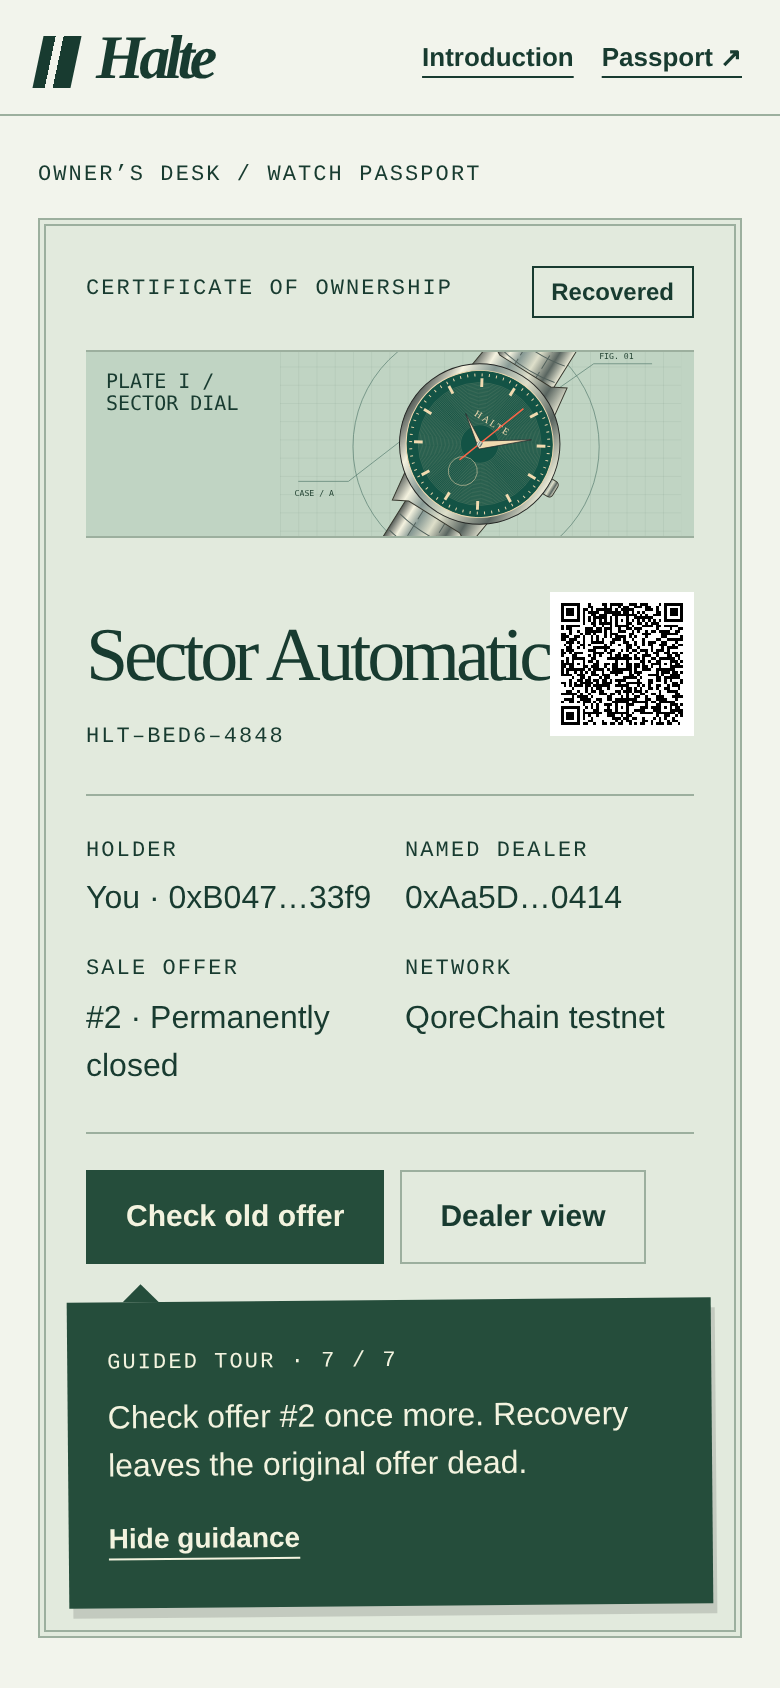 Halte
Introduction Passport ↗
OWNER’S DESK / WATCH PASSPORT
CERTIFICATE OF OWNERSHIP
Recovered
PLATE I /
SECTOR DIAL
FIG. 01
HALTE
CASE / A
Sector Automatic
HLT–BED6–4848
HOLDER
You · 0xB047…33f9
NAMED DEALER
0xAa5D…0414
SALE OFFER
#2 · Permanently
closed
NETWORK
QoreChain testnet
Check old offer
Dealer view
GUIDED TOUR · 7 / 7
Check offer #2 once more. Recovery
leaves the original offer dead.
Hide guidance